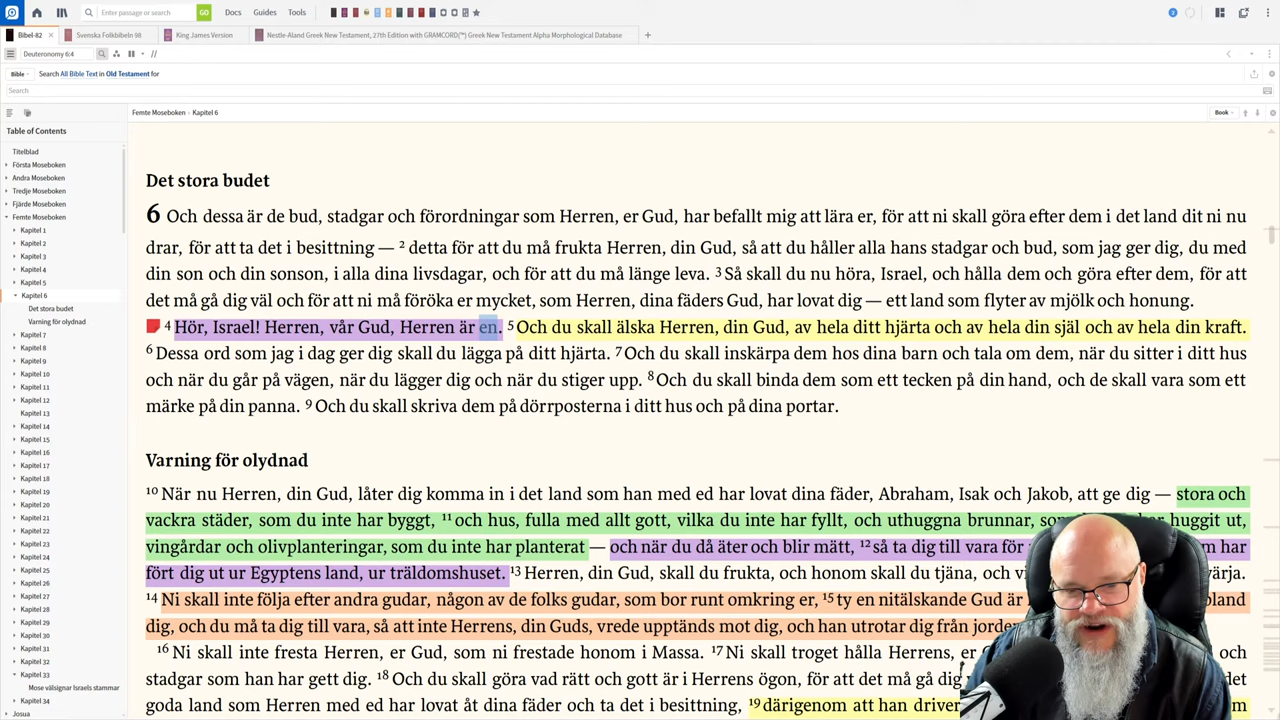 Enter passage or search
GO
Docs
Guides
Tools
2
Bibel-82
Svenska Folkbibeln 98
King James Version
Nestle-Aland Greek New Testament, 27th Edition with GRAMCORD(™) Greek New Testament Alpha Morphological Database
Deuteronomy 6:4
Bible
Search All Bible Text in Old Testament for
Search
Femte Moseboken · Kapitel 6
Book
Table of Contents
Titelblad
Första Moseboken
Andra Moseboken
Tredje Moseboken
Fjärde Moseboken
Femte Moseboken
Kapitel 1
Kapitel 2
Kapitel 3
Kapitel 4
Kapitel 5
Kapitel 6
Det stora budet
Varning för olydnad
Kapitel 7
Kapitel 8
Kapitel 9
Kapitel 10
Kapitel 11
Kapitel 12
Kapitel 13
Kapitel 14
Kapitel 15
Kapitel 16
Kapitel 17
Kapitel 18
Kapitel 19
Kapitel 20
Kapitel 21
Kapitel 22
Kapitel 23
Kapitel 24
Kapitel 25
Kapitel 26
Kapitel 27
Kapitel 28
Kapitel 29
Kapitel 30
Kapitel 31
Kapitel 32
Kapitel 33
Mose välsignar Israels stammar
Kapitel 34
Josua
Det stora budet
6 Och dessa är de bud, stadgar och förordningar som Herren, er Gud, har befallt mig att lära er, för att ni skall göra efter dem i det land dit ni nu
drar, för att ta det i besittning — 2 detta för att du må frukta Herren, din Gud, så att du håller alla hans stadgar och bud, som jag ger dig, du med
din son och din sonson, i alla dina livsdagar, och för att du må länge leva. 3 Så skall du nu höra, Israel, och hålla dem och göra efter dem, för att
det må gå dig väl och för att ni må föröka er mycket, som Herren, dina fäders Gud, har lovat dig — ett land som flyter av mjölk och honung.
4 Hör, Israel! Herren, vår Gud, Herren är en. 5 Och du skall älska Herren, din Gud, av hela ditt hjärta och av hela din själ och av hela din kraft.
6 Dessa ord som jag i dag ger dig skall du lägga på ditt hjärta. 7 Och du skall inskärpa dem hos dina barn och tala om dem, när du sitter i ditt hus
och när du går på vägen, när du lägger dig och när du stiger upp. 8 Och du skall binda dem som ett tecken på din hand, och de skall vara som ett
märke på din panna. 9 Och du skall skriva dem på dörrposterna i ditt hus och på dina portar.
Varning för olydnad
10 När nu Herren, din Gud, låter dig komma in i det land som han med ed har lovat dina fäder, Abraham, Isak och Jakob, att ge dig — stora och
vackra städer, som du inte har byggt, 11 och hus, fulla med allt gott, vilka du inte har fyllt, och uthuggna brunnar, som huggit ut,
vingårdar och olivplanteringar, som du inte har planterat — och när du då äter och blir mätt, 12 så ta dig till vara för som har
fört dig ut ur Egyptens land, ur träldomshuset. 13 Herren, din Gud, skall du frukta, och honom skall du tjäna, och
14 Ni skall inte följa efter andra gudar, någon av de folks gudar, som bor runt omkring er, 15 ty en nitälskande Gud är bland
dig, och du må ta dig till vara, så att inte Herrens, din Guds, vrede upptänds mot dig, och han utrotar dig från
16 Ni skall inte fresta Herren, er Gud, som ni frestade honom i Massa. 17 Ni skall troget hålla Herrens, er och
stadgar som han har gett dig. 18 Och du skall göra vad rätt och gott är i Herrens ögon, för att det må gå dig det
goda land som Herren med ed har lovat åt dina fäder och ta det i besittning, 19 därigenom att han driver